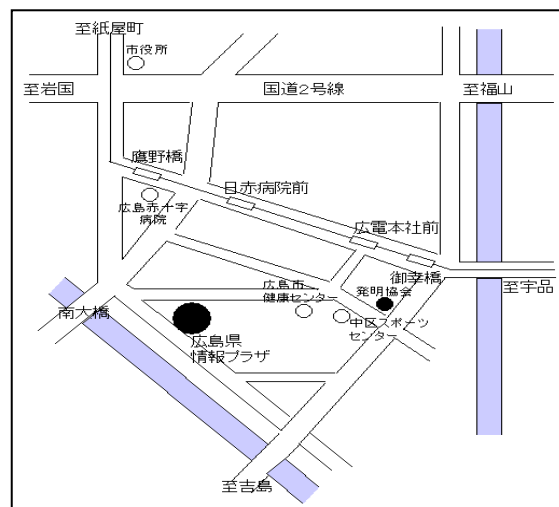 至紙屋町
市役所
至岩国
国道2号線
至福山
鷹野橋
日赤病院前
広島赤十字
病院
広電本社前
御幸橋
広島市
健康センター
発明協会
至宇品
南大橋
中区スポーツ
センター
広島県
情報プラザ
至吉島